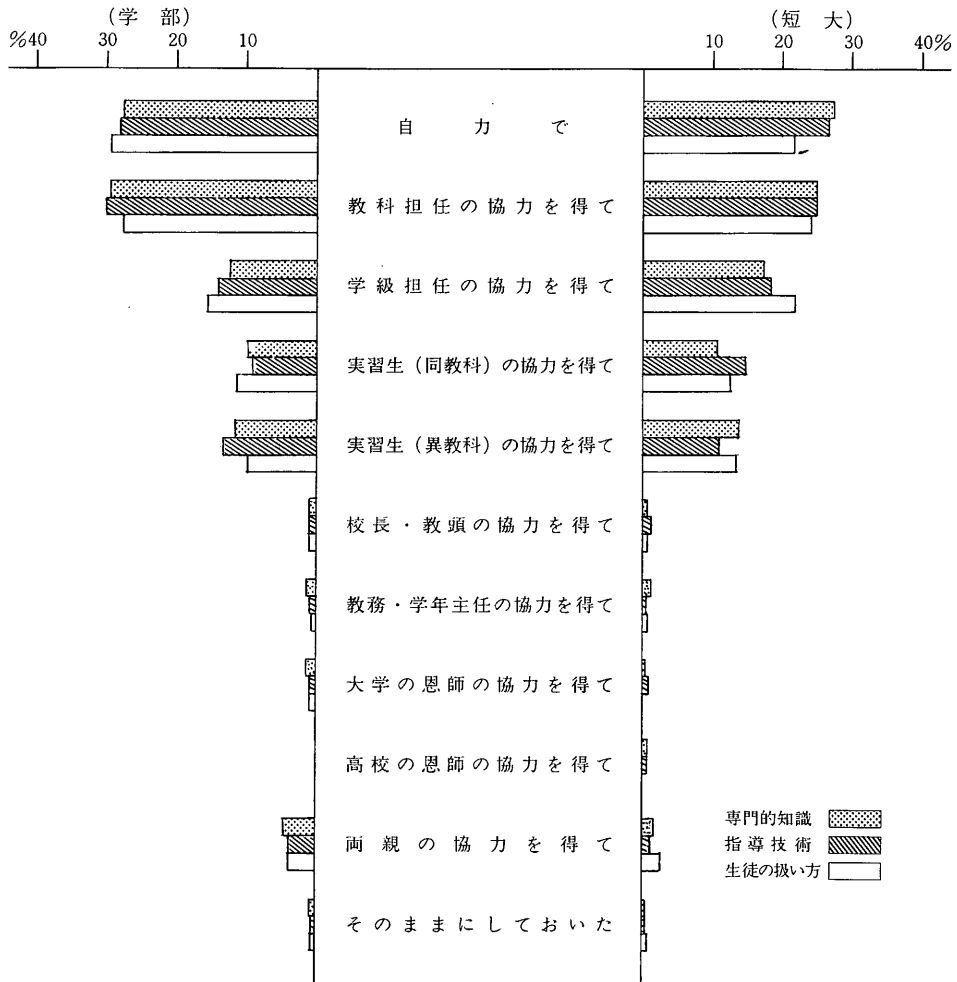 （学 部）
（短 大）
%40 30 20 10
10 20 30 40%
自力で
教科担任の協力を得て
学級担任の協力を得て
実習生（同教科）の協力を得て
実習生（異教科）の協力を得て
校長・教頭の協力を得て
教務・学年主任の協力を得て
大学の恩師の協力を得て
高校の恩師の協力を得て
両親の協力を得て
そのままにしておいた
専門的知識
指導技術
生徒の扱い方